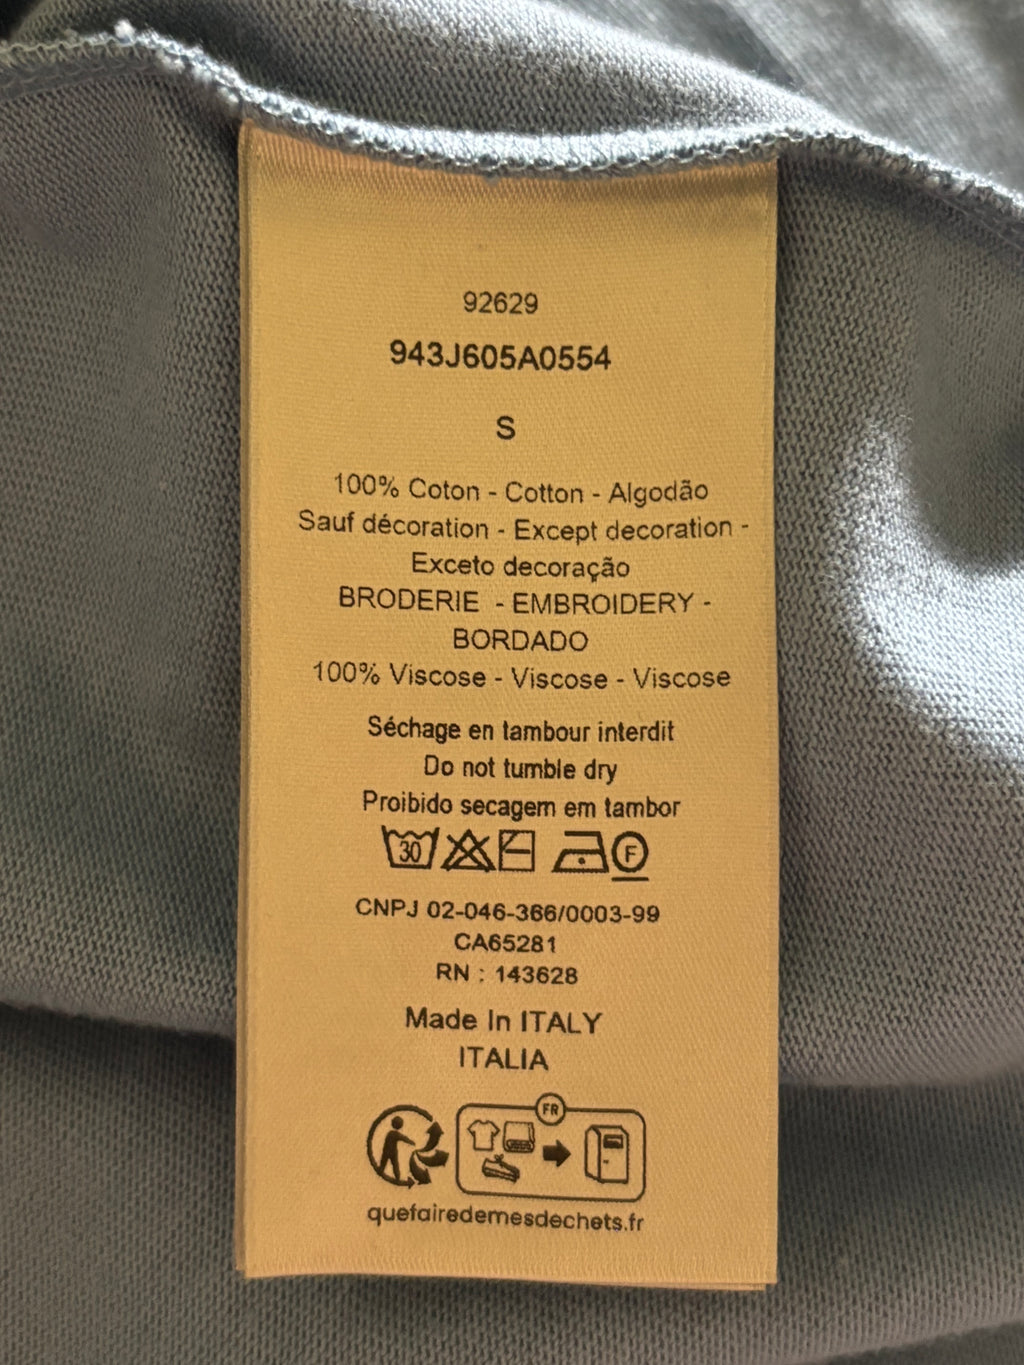 92629
943J605A0554
S
100% Coton - Cotton - Algodão
Sauf décoration - Except decoration -
Exceto decoração
BRODERIE - EMBROIDERY -
BORDADO
100% Viscose - Viscose - Viscose
Séchage en tambour interdit
Do not tumble dry
Proibido secagem em tambor
30 F
CNPJ 02-046-366/0003-99
CA65281
RN : 143628
Made In ITALY
ITALIA
FR
quefairedemesdechets.fr